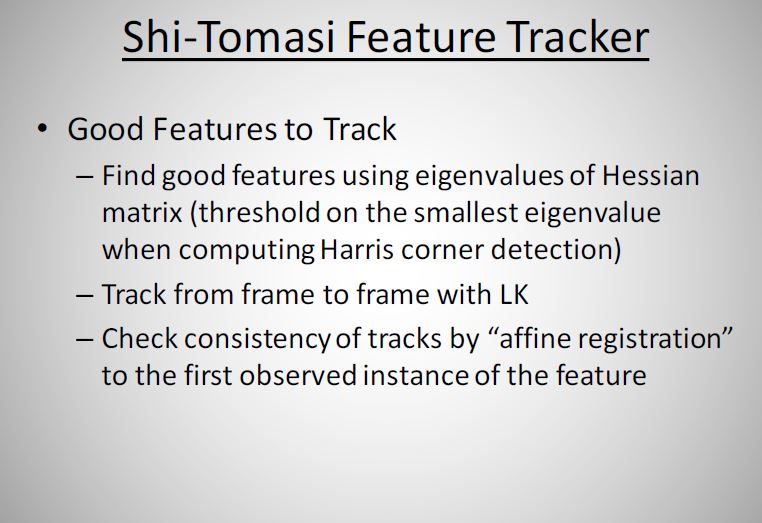 Shi-Tomasi Feature Tracker
• Good Features to Track
– Find good features using eigenvalues of Hessian
matrix (threshold on the smallest eigenvalue
when computing Harris corner detection)
– Track from frame to frame with LK
– Check consistency of tracks by “affine registration”
to the first observed instance of the feature